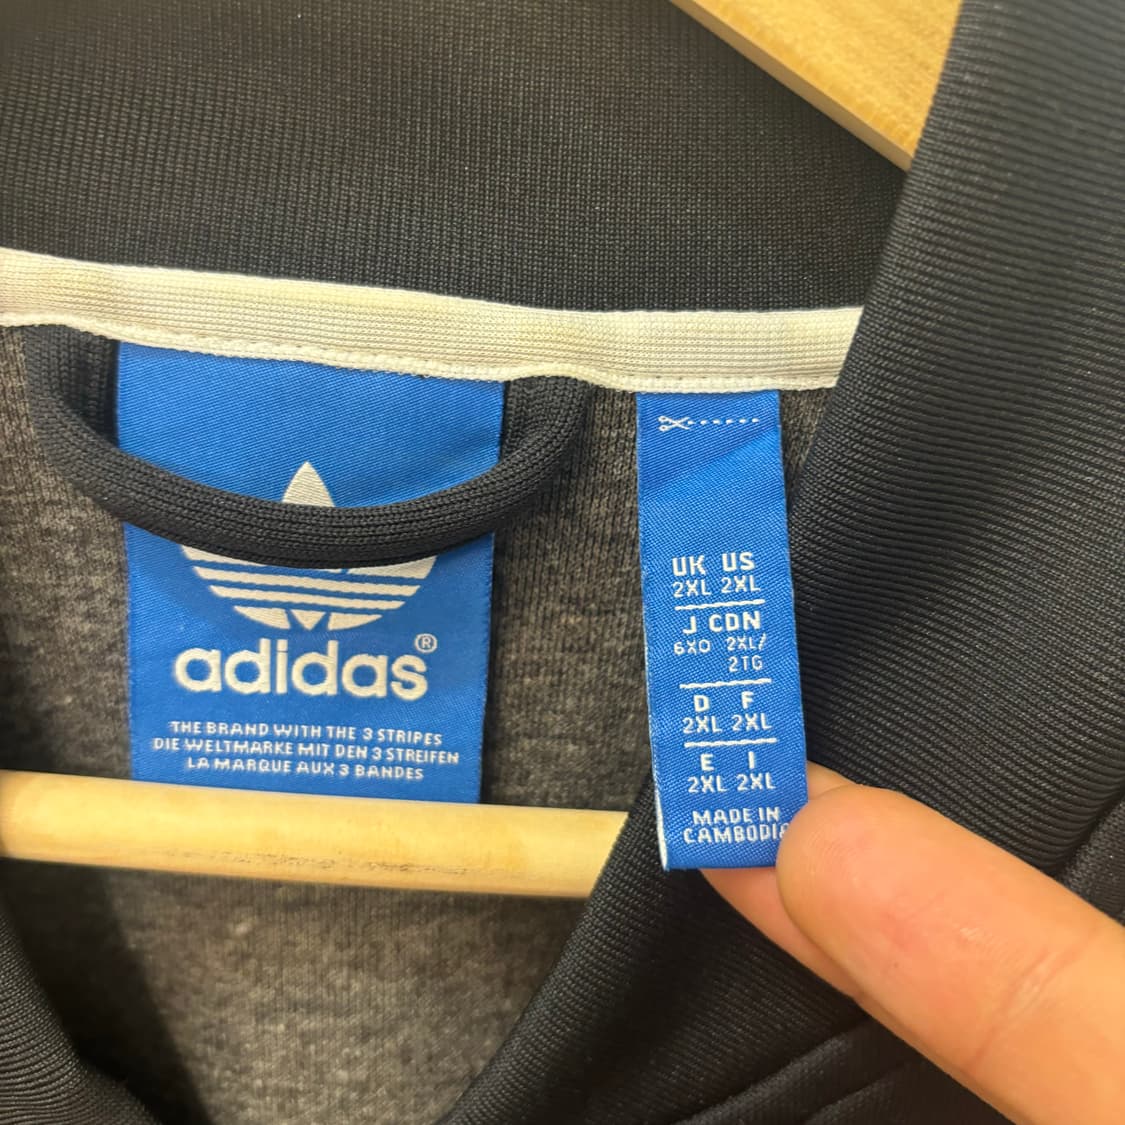 adidas®
THE BRAND WITH THE 3 STRIPES
DIE WELTMARKE MIT DEN 3 STREIFEN
LA MARQUE AUX 3 BANDES
UK US
2XL 2XL
J CDN
6XO 2XL/
2TG
D F
2XL 2XL
E I
2XL 2XL
MADE IN
CAMBODIA